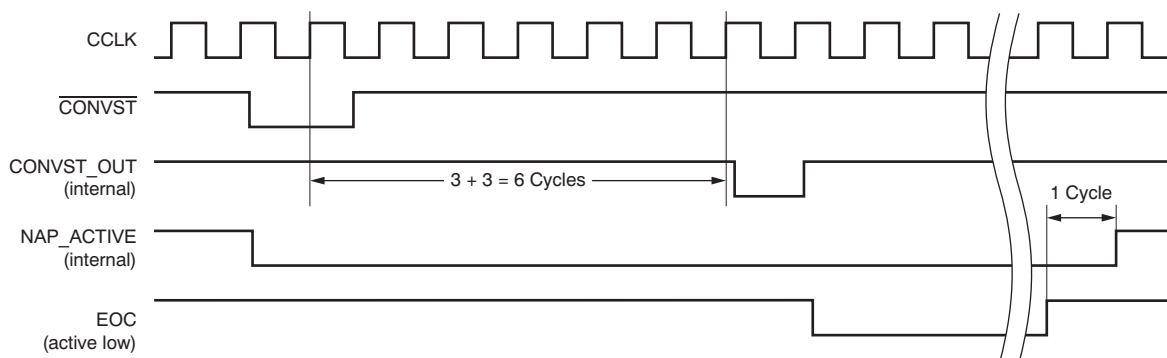 CCLK
CONVST
CONVST_OUT
(internal)
3 + 3 = 6 Cycles
1 Cycle
NAP_ACTIVE
(internal)
EOC
(active low)